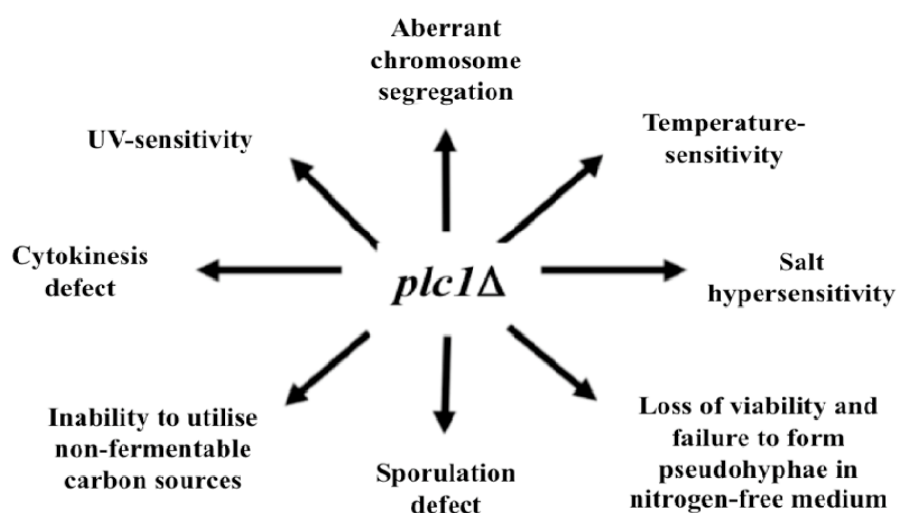 Aberrant
chromosome
segregation
UV-sensitivity
Temperature-
sensitivity
Cytokinesis
defect
plc1Δ
Salt
hypersensitivity
Inability to utilise
non-fermentable
carbon sources
Sporulation
defect
Loss of viability and
failure to form
pseudohyphae in
nitrogen-free medium